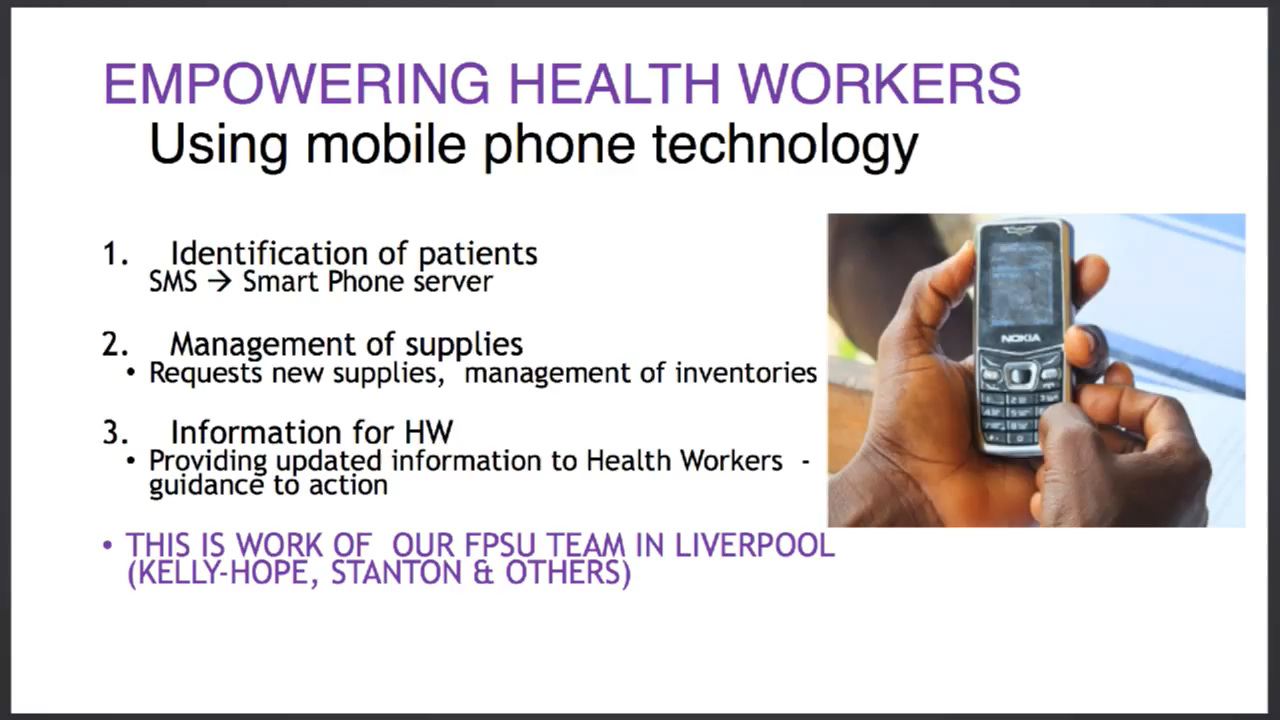 EMPOWERING HEALTH WORKERS
Using mobile phone technology
1. Identification of patients
SMS → Smart Phone server
2. Management of supplies
• Requests new supplies, management of inventories
3. Information for HW
• Providing updated information to Health Workers -
guidance to action
• THIS IS WORK OF OUR FPSU TEAM IN LIVERPOOL
(KELLY-HOPE, STANTON & OTHERS)
NOKIA